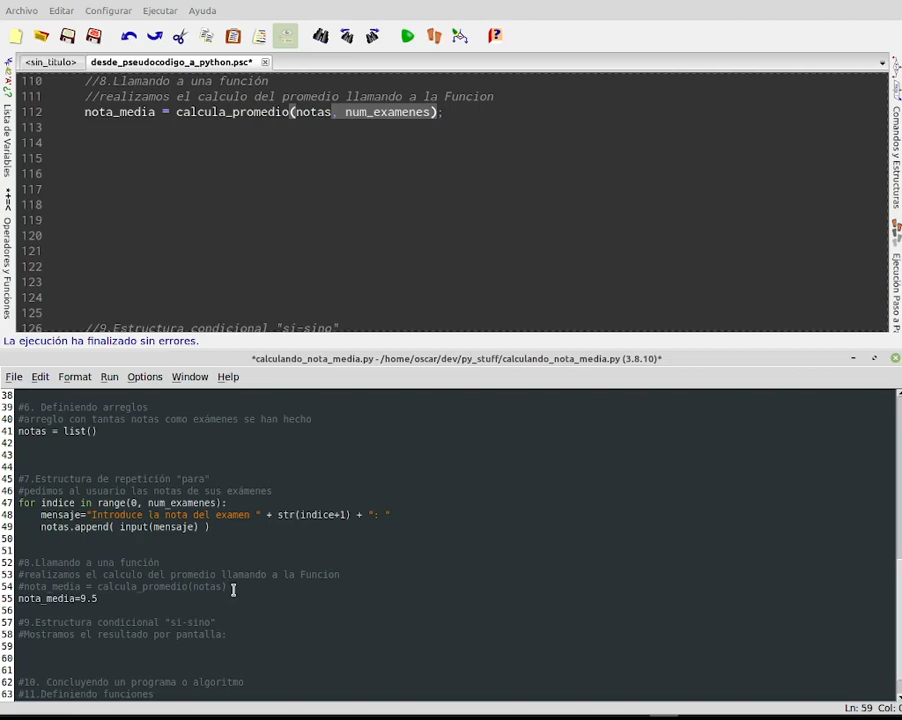 Archivo Editar Configurar Ejecutar Ayuda
<sin_titulo> desde_pseudocodigo_a_python.psc*
110 //8.Llamando a una función
111 //realizamos el calculo del promedio llamando a la Funcion
112 nota_media = calcula_promedio(notas, num_examenes);
113
114
115
116
117
118
119
120
121
122
123
124
125
126 //9.Estructura condicional "si-sino"
Lista de Variables
Operadores y Funciones
Comandos y Estructuras
Ejecución Paso a P
La ejecución ha finalizado sin errores.
*calculando_nota_media.py - /home/oscar/dev/py_stuff/calculando_nota_media.py (3.8.10)*
File Edit Format Run Options Window Help
38
39 #6. Definiendo arreglos
40 #arreglo con tantas notas como exámenes se han hecho
41 notas = list()
42
43
44
45 #7.Estructura de repetición "para"
46 #pedimos al usuario las notas de sus exámenes
47 for indice in range(0, num_examenes):
48 mensaje="Introduce la nota del examen " + str(indice+1) + ": "
49 notas.append( input(mensaje) )
50
51
52 #8.Llamando a una función
53 #realizamos el calculo del promedio llamando a la Funcion
54 #nota_media = calcula_promedio(notas)
55 nota_media=9.5
56
57 #9.Estructura condicional "si-sino"
58 #Mostramos el resultado por pantalla:
59
60
61
62 #10. Concluyendo un programa o algoritmo
63 #11.Definiendo funciones
Ln: 59 Col: 0